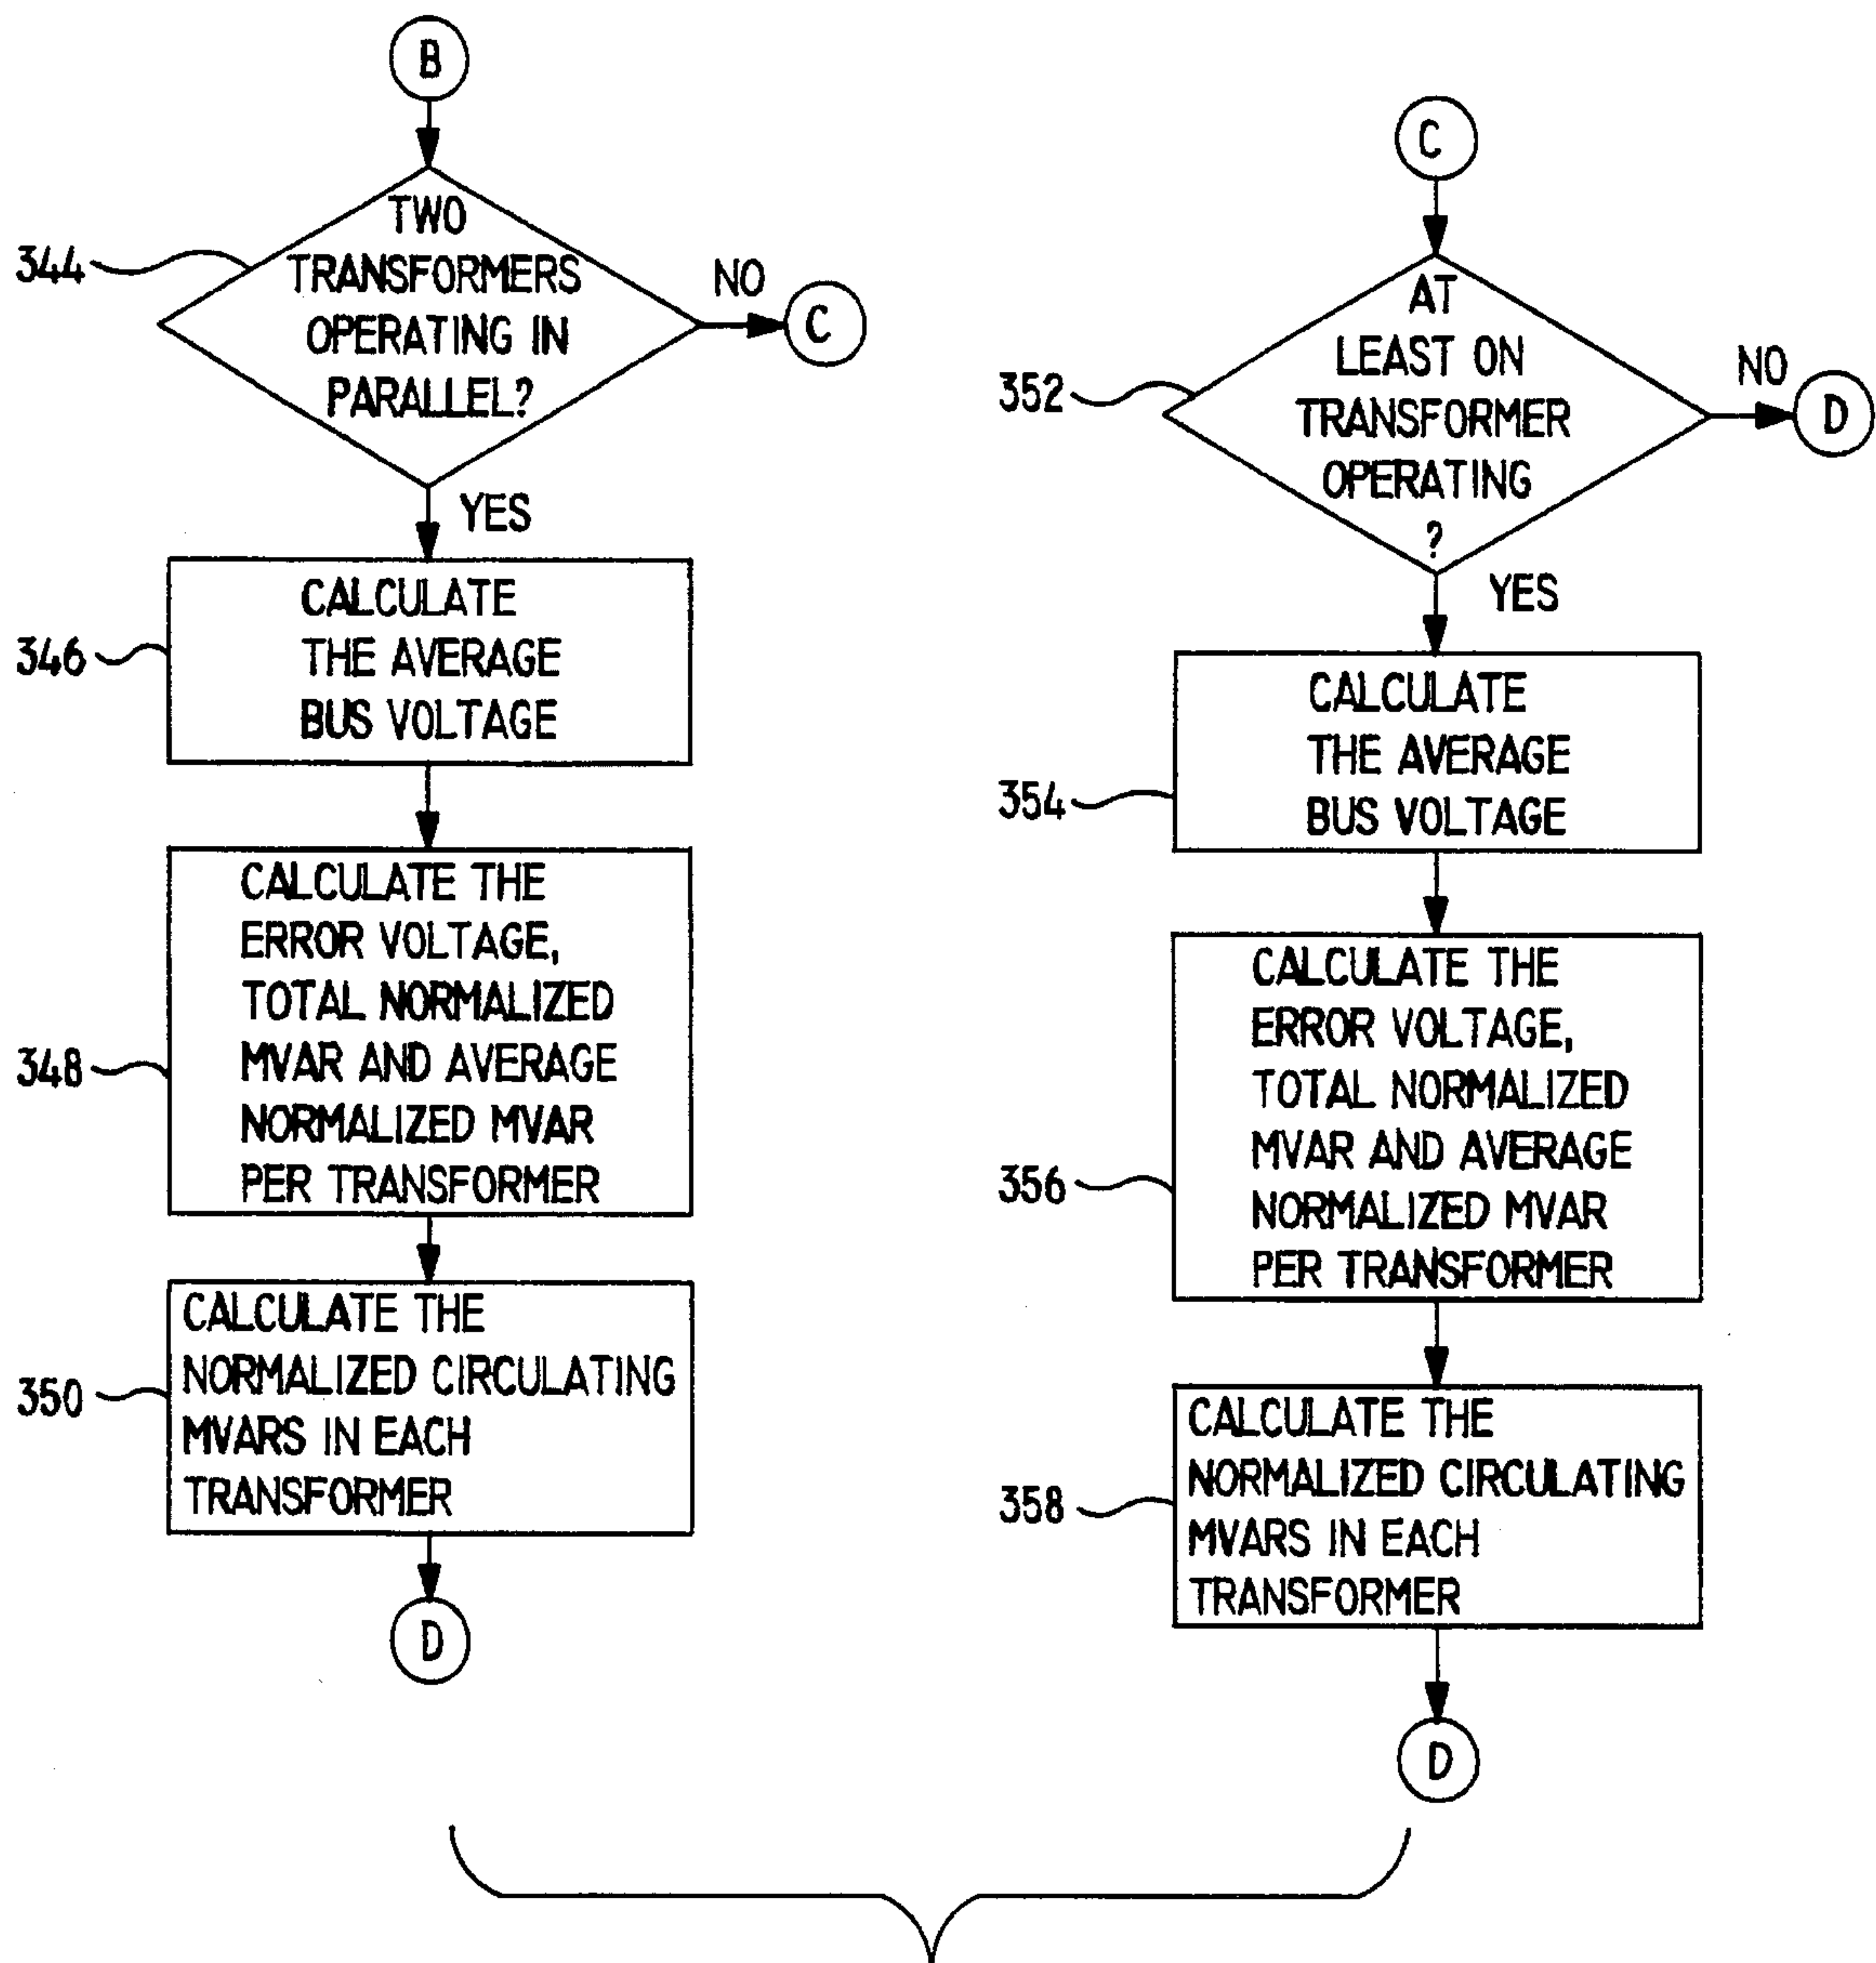 B
344
TWO
TRANSFORMERS
OPERATING IN
PARALLEL?
NO
C
YES
346
CALCULATE
THE AVERAGE
BUS VOLTAGE
348
CALCULATE THE
ERROR VOLTAGE,
TOTAL NORMALIZED
MVAR AND AVERAGE
NORMALIZED MVAR
PER TRANSFORMER
350
CALCULATE THE
NORMALIZED CIRCULATING
MVARS IN EACH
TRANSFORMER
D
C
352
AT
LEAST ON
TRANSFORMER
OPERATING
?
NO
D
YES
354
CALCULATE
THE AVERAGE
BUS VOLTAGE
356
CALCULATE THE
ERROR VOLTAGE,
TOTAL NORMALIZED
MVAR AND AVERAGE
NORMALIZED MVAR
PER TRANSFORMER
358
CALCULATE THE
NORMALIZED CIRCULATING
MVARS IN EACH
TRANSFORMER
D